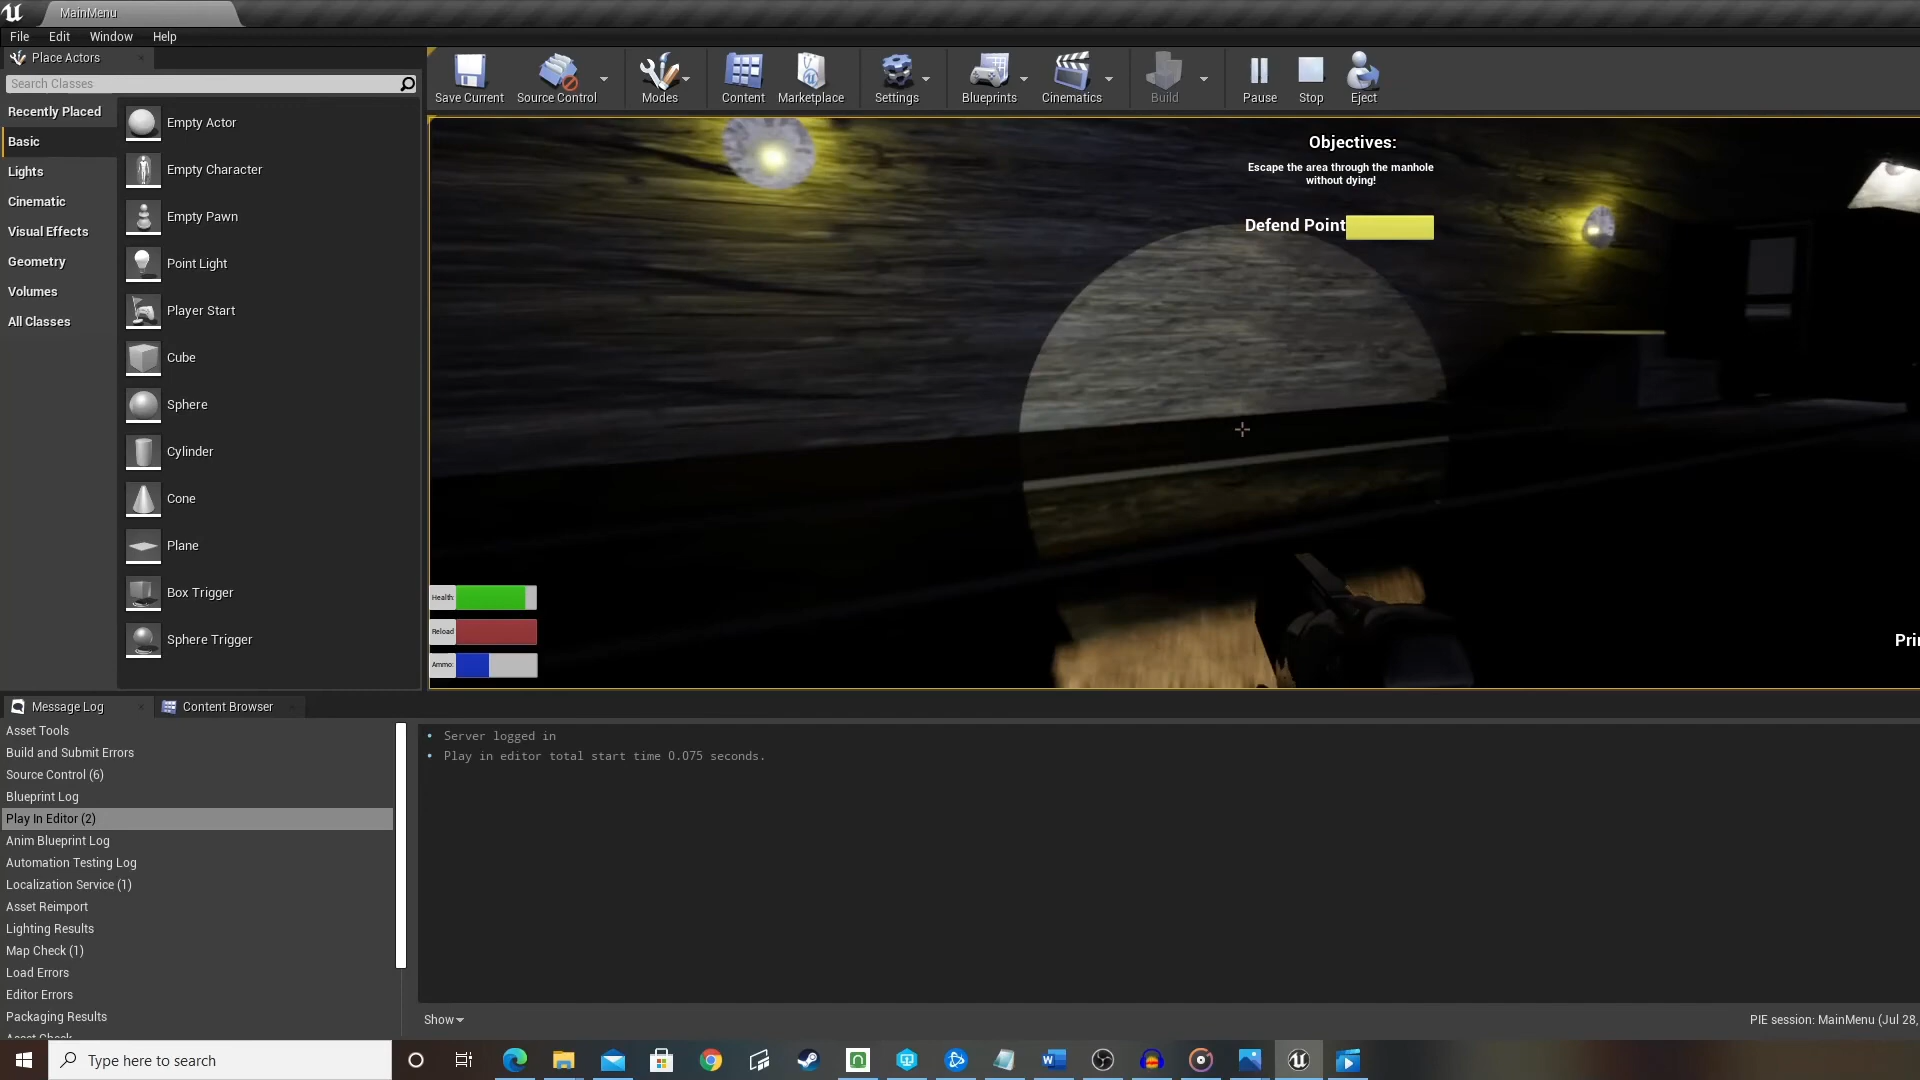 MainMenu
File Edit Window Help
Place Actors
Search Classes
Recently Placed
Basic
Lights
Cinematic
Visual Effects
Geometry
Volumes
All Classes
Empty Actor
Empty Character
Empty Pawn
Point Light
Player Start
Cube
Sphere
Cylinder
Cone
Plane
Box Trigger
Sphere Trigger
Save Current Source Control Modes Content Marketplace Settings Blueprints Cinematics Build Pause Stop Eject
Objectives:
Escape the area through the manhole
without dying!
Defend Point
Health:
Reload
Ammo:
Pri
Message Log Content Browser
Asset Tools
Build and Submit Errors
Source Control (6)
Blueprint Log
Play In Editor (2)
Anim Blueprint Log
Automation Testing Log
Localization Service (1)
Asset Reimport
Lighting Results
Map Check (1)
Load Errors
Editor Errors
Packaging Results
Asset Check
Server logged in
Play in editor total start time 0.075 seconds.
Show
PIE session: MainMenu (Jul 28,
Type here to search